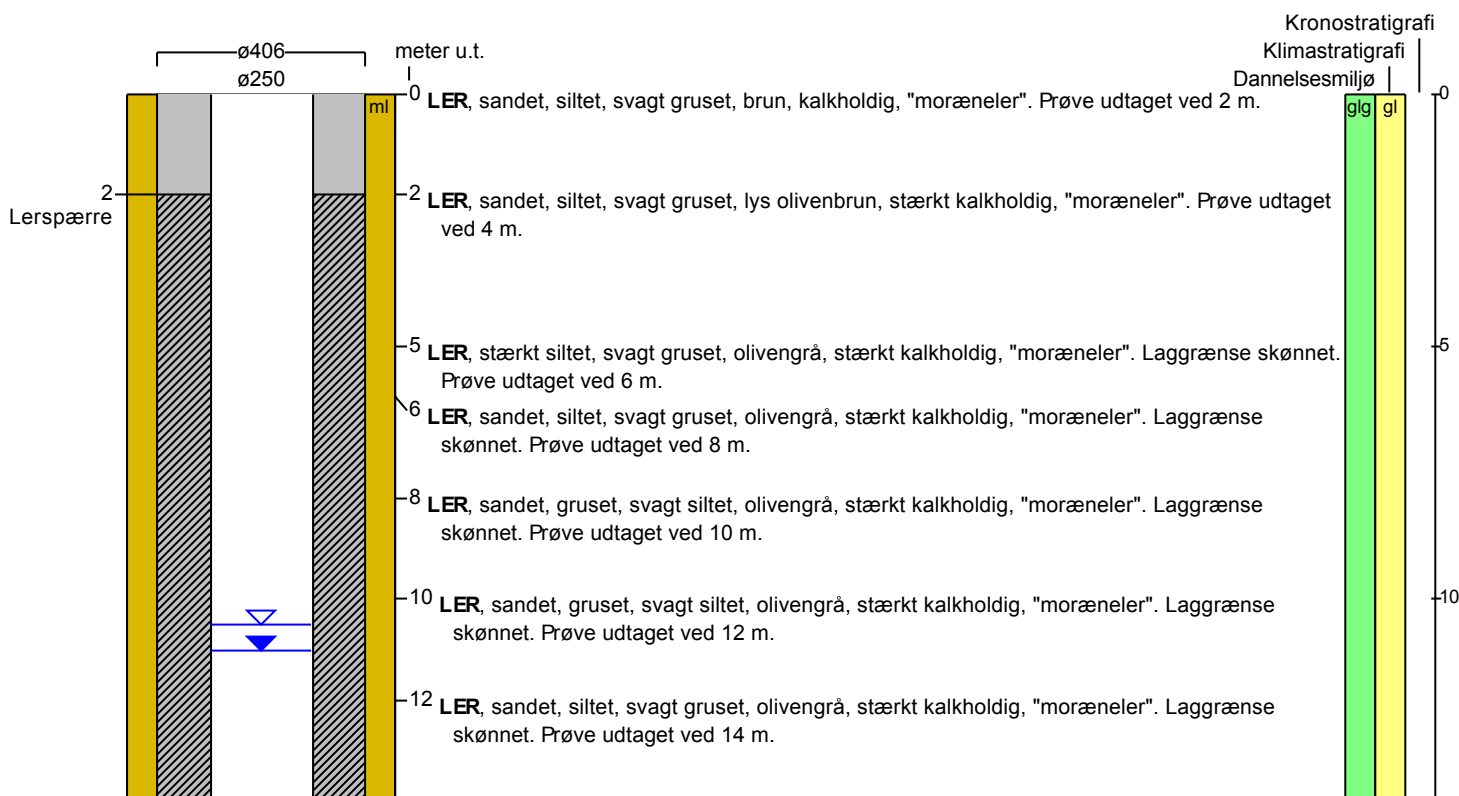 Kronostratigrafi
ø406
meter u.t.
Klimastratigrafi
ø250
Dannelsesmiljø
ml
0 LER, sandet, siltet, svagt gruset, brun, kalkholdig, "moræneler". Prøve udtaget ved 2 m.
glg
gl
0
2
Lerspærre
2 LER, sandet, siltet, svagt gruset, lys olivenbrun, stærkt kalkholdig, "moræneler". Prøve udtaget
ved 4 m.
5 LER, stærkt siltet, svagt gruset, olivengrå, stærkt kalkholdig, "moræneler". Laggrænse skønnet.
Prøve udtaget ved 6 m.
5
6 LER, sandet, siltet, svagt gruset, olivengrå, stærkt kalkholdig, "moræneler". Laggrænse
skønnet. Prøve udtaget ved 8 m.
8 LER, sandet, gruset, svagt siltet, olivengrå, stærkt kalkholdig, "moræneler". Laggrænse
skønnet. Prøve udtaget ved 10 m.
10 LER, sandet, gruset, svagt siltet, olivengrå, stærkt kalkholdig, "moræneler". Laggrænse
skønnet. Prøve udtaget ved 12 m.
10
12 LER, sandet, siltet, svagt gruset, olivengrå, stærkt kalkholdig, "moræneler". Laggrænse
skønnet. Prøve udtaget ved 14 m.